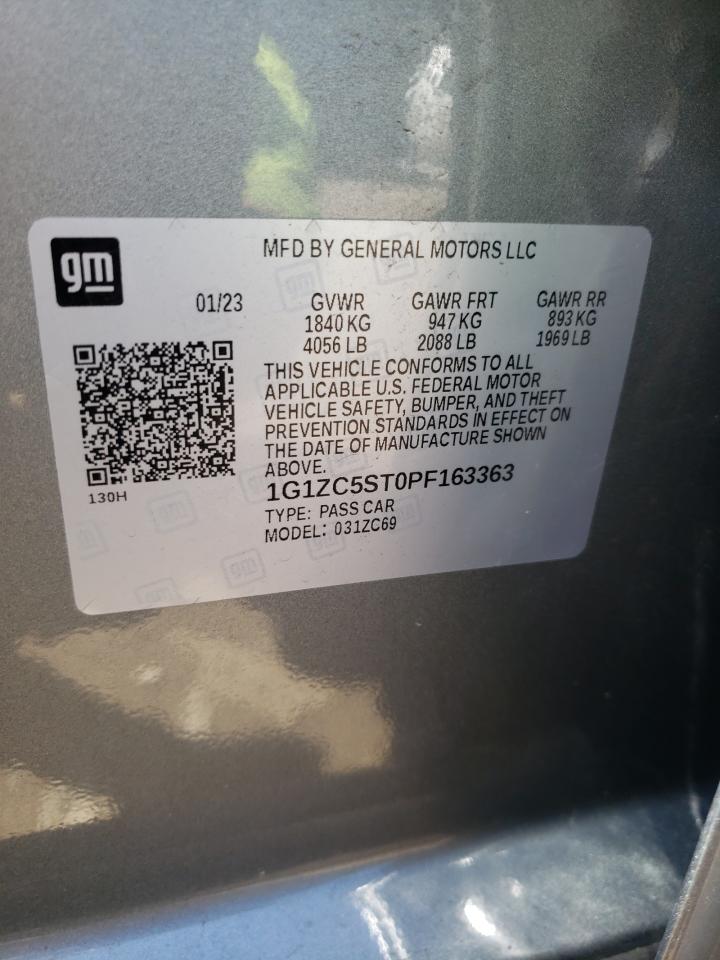 gm
MFD BY GENERAL MOTORS LLC
01/23 GVWR GAWR FRT GAWR RR
1840 KG 947 KG 893 KG
4056 LB 2088 LB 1969 LB
THIS VEHICLE CONFORMS TO ALL
APPLICABLE U.S. FEDERAL MOTOR
VEHICLE SAFETY, BUMPER, AND THEFT
PREVENTION STANDARDS IN EFFECT ON
THE DATE OF MANUFACTURE SHOWN
ABOVE.
130H
1G1ZC5ST0PF163363
TYPE: PASS CAR
MODEL: 031ZC69